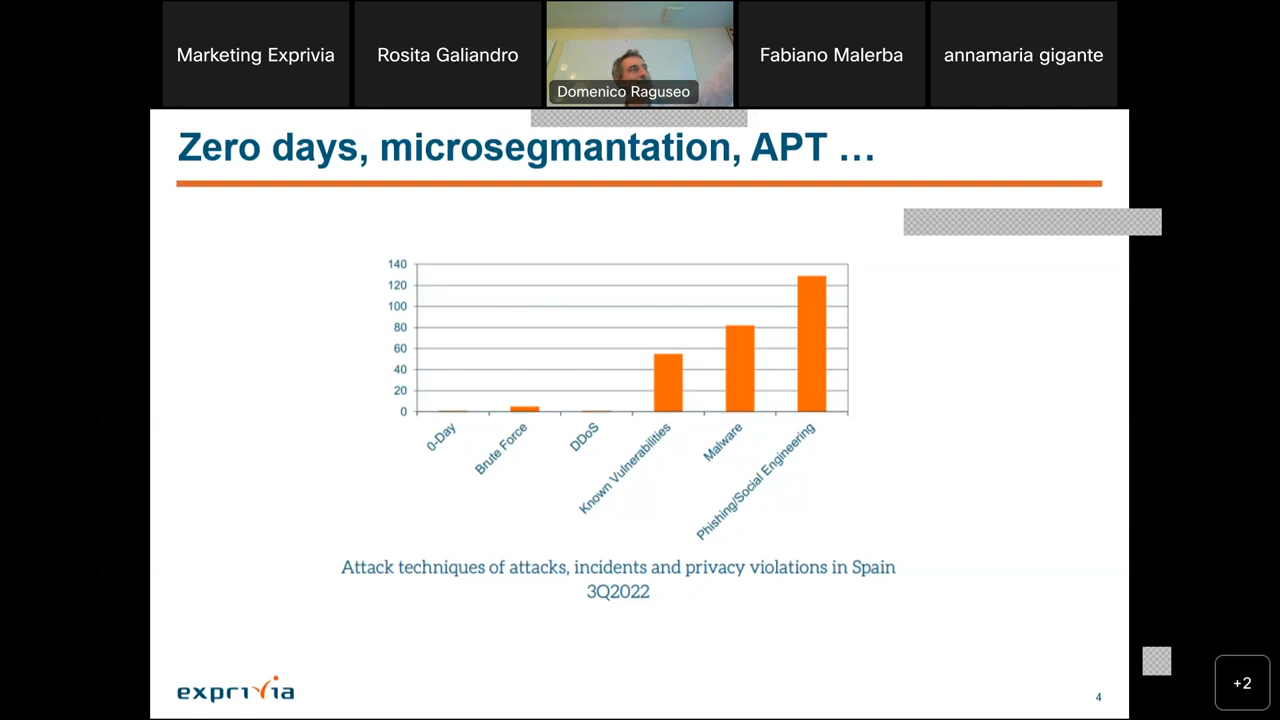 Marketing Exprivia
Rosita Galiandro
Domenico Raguseo
Fabiano Malerba
annamaria gigante
Zero days, microsegmantation, APT …
140
120
100
80
60
40
20
0
0-Day
Brute Force
DDoS
Known Vulnerabilities
Malware
Phishing/Social Engineering
Attack techniques of attacks, incidents and privacy violations in Spain
3Q2022
exprivia
4
+2